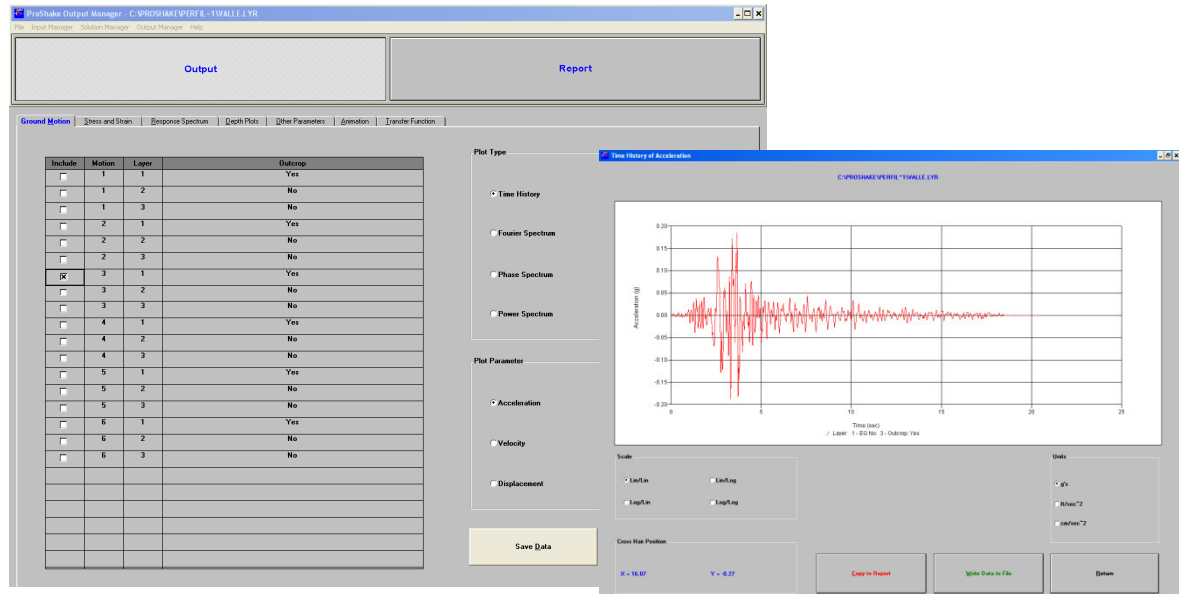 ProShake Output Manager - C:\PROSHAKE\PERFIL~1\WALLE.LYR
File Input Manager Solution Manager Output Manager Help
Output Report
Ground Motion Stress and Strain Response Spectrum Depth Plots Other Parameters Animation Transfer Function
Include Motion Layer Outcrop
1 1 Yes
1 2 No
1 3 No
2 1 Yes
2 2 No
2 3 No
3 1 Yes
3 2 No
3 3 No
4 1 Yes
4 2 No
4 3 No
5 1 Yes
5 2 No
5 3 No
6 1 Yes
6 2 No
6 3 No
Plot Type
Time History
Fourier Spectrum
Phase Spectrum
Power Spectrum
Plot Parameter
Acceleration
Velocity
Displacement
Save Data
Time History of Acceleration
C:\PROSHAKE\PERFIL~1\WALLE.LYR
Acceleration (g)
0.20
0.15
0.10
0.05
0.00
-0.05
-0.10
-0.15
-0.20
0 5 10 15 20 25
Time (sec)
/ Layer: 1 - EQ No: 3 - Outcrop: Yes
Scale
Lin/Lin Lin/Log
Log/Lin Log/Log
Units
g's
ft/sec^2
cm/sec^2
Cross Hair Position
X = 16.07 Y = -0.27
Copy to Report Write Data to File Return